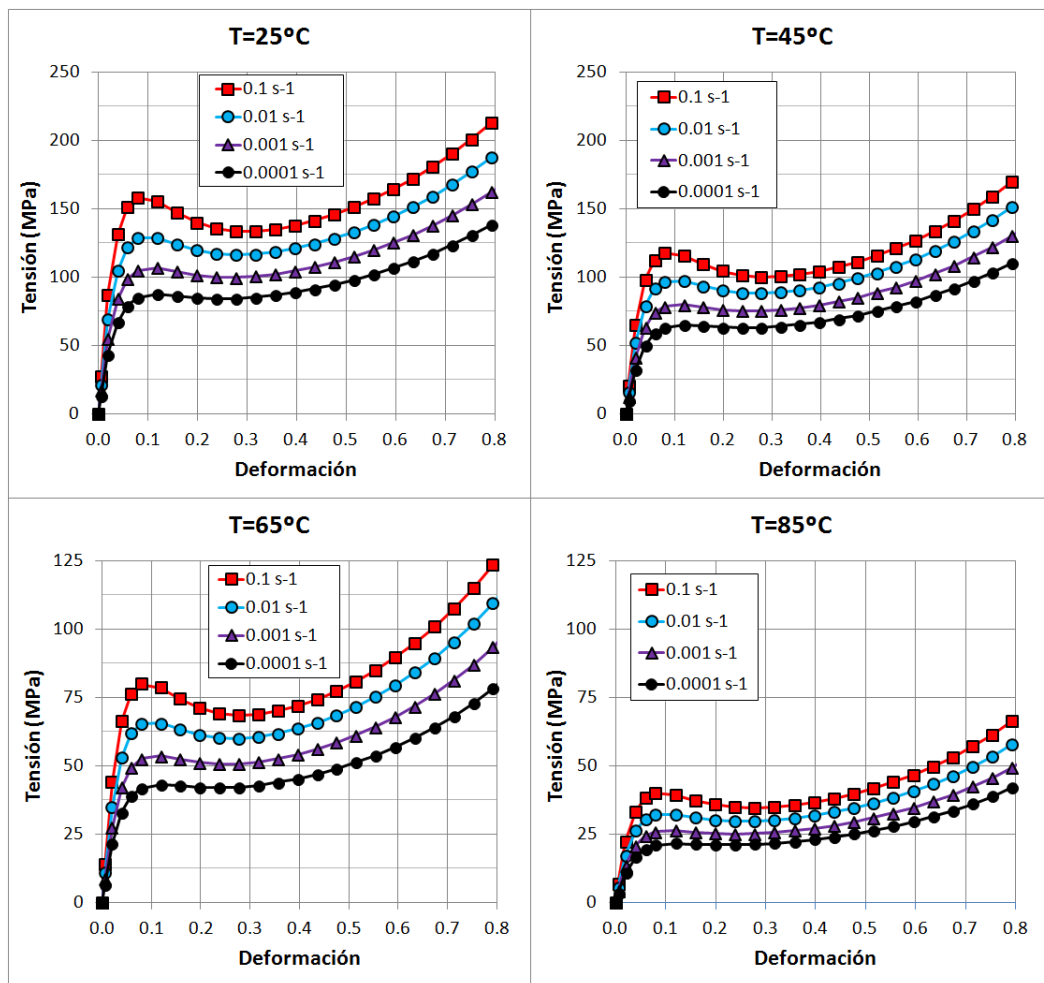 T=25ºC
250
200
150
100
50
0
Tensión (MPa)
0.1 s-1
0.01 s-1
0.001 s-1
0.0001 s-1
0.0 0.1 0.2 0.3 0.4 0.5 0.6 0.7 0.8
Deformación
T=45ºC
250
200
150
100
50
0
Tensión (MPa)
0.1 s-1
0.01 s-1
0.001 s-1
0.0001 s-1
0.0 0.1 0.2 0.3 0.4 0.5 0.6 0.7 0.8
Deformación
T=65ºC
125
100
75
50
25
0
Tensión (MPa)
0.1 s-1
0.01 s-1
0.001 s-1
0.0001 s-1
0.0 0.1 0.2 0.3 0.4 0.5 0.6 0.7 0.8
Deformación
T=85ºC
125
100
75
50
25
0
Tensión (MPa)
0.1 s-1
0.01 s-1
0.001 s-1
0.0001 s-1
0.0 0.1 0.2 0.3 0.4 0.5 0.6 0.7 0.8
Deformación